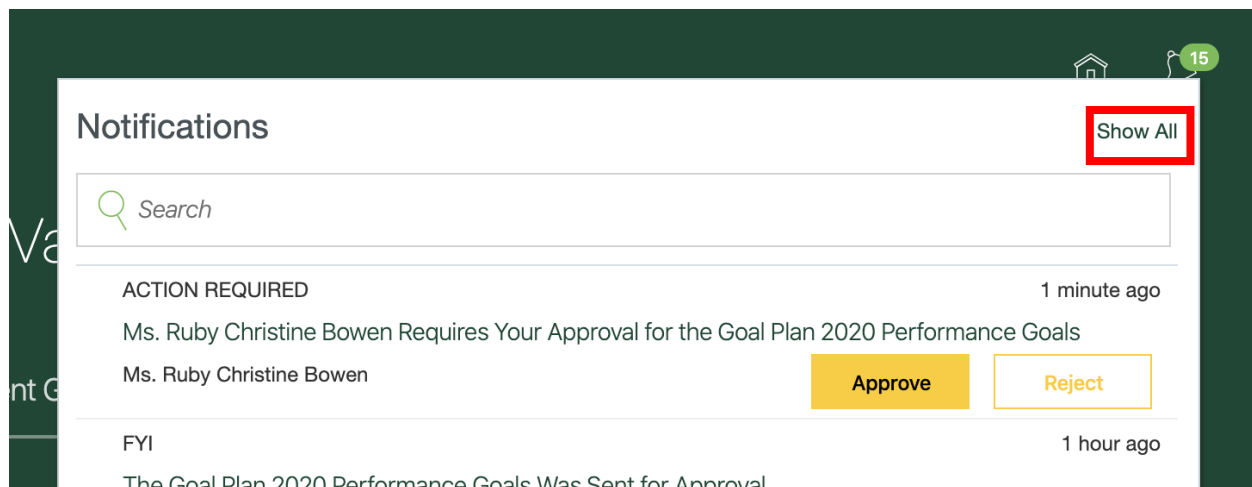 15
Notifications
Show All
Search
Va
ACTION REQUIRED
1 minute ago
Ms. Ruby Christine Bowen Requires Your Approval for the Goal Plan 2020 Performance Goals
Ms. Ruby Christine Bowen
Approve
Reject
nt G
FYI
1 hour ago
The Goal Plan 2020 Performance Goals Was Sent for Approval